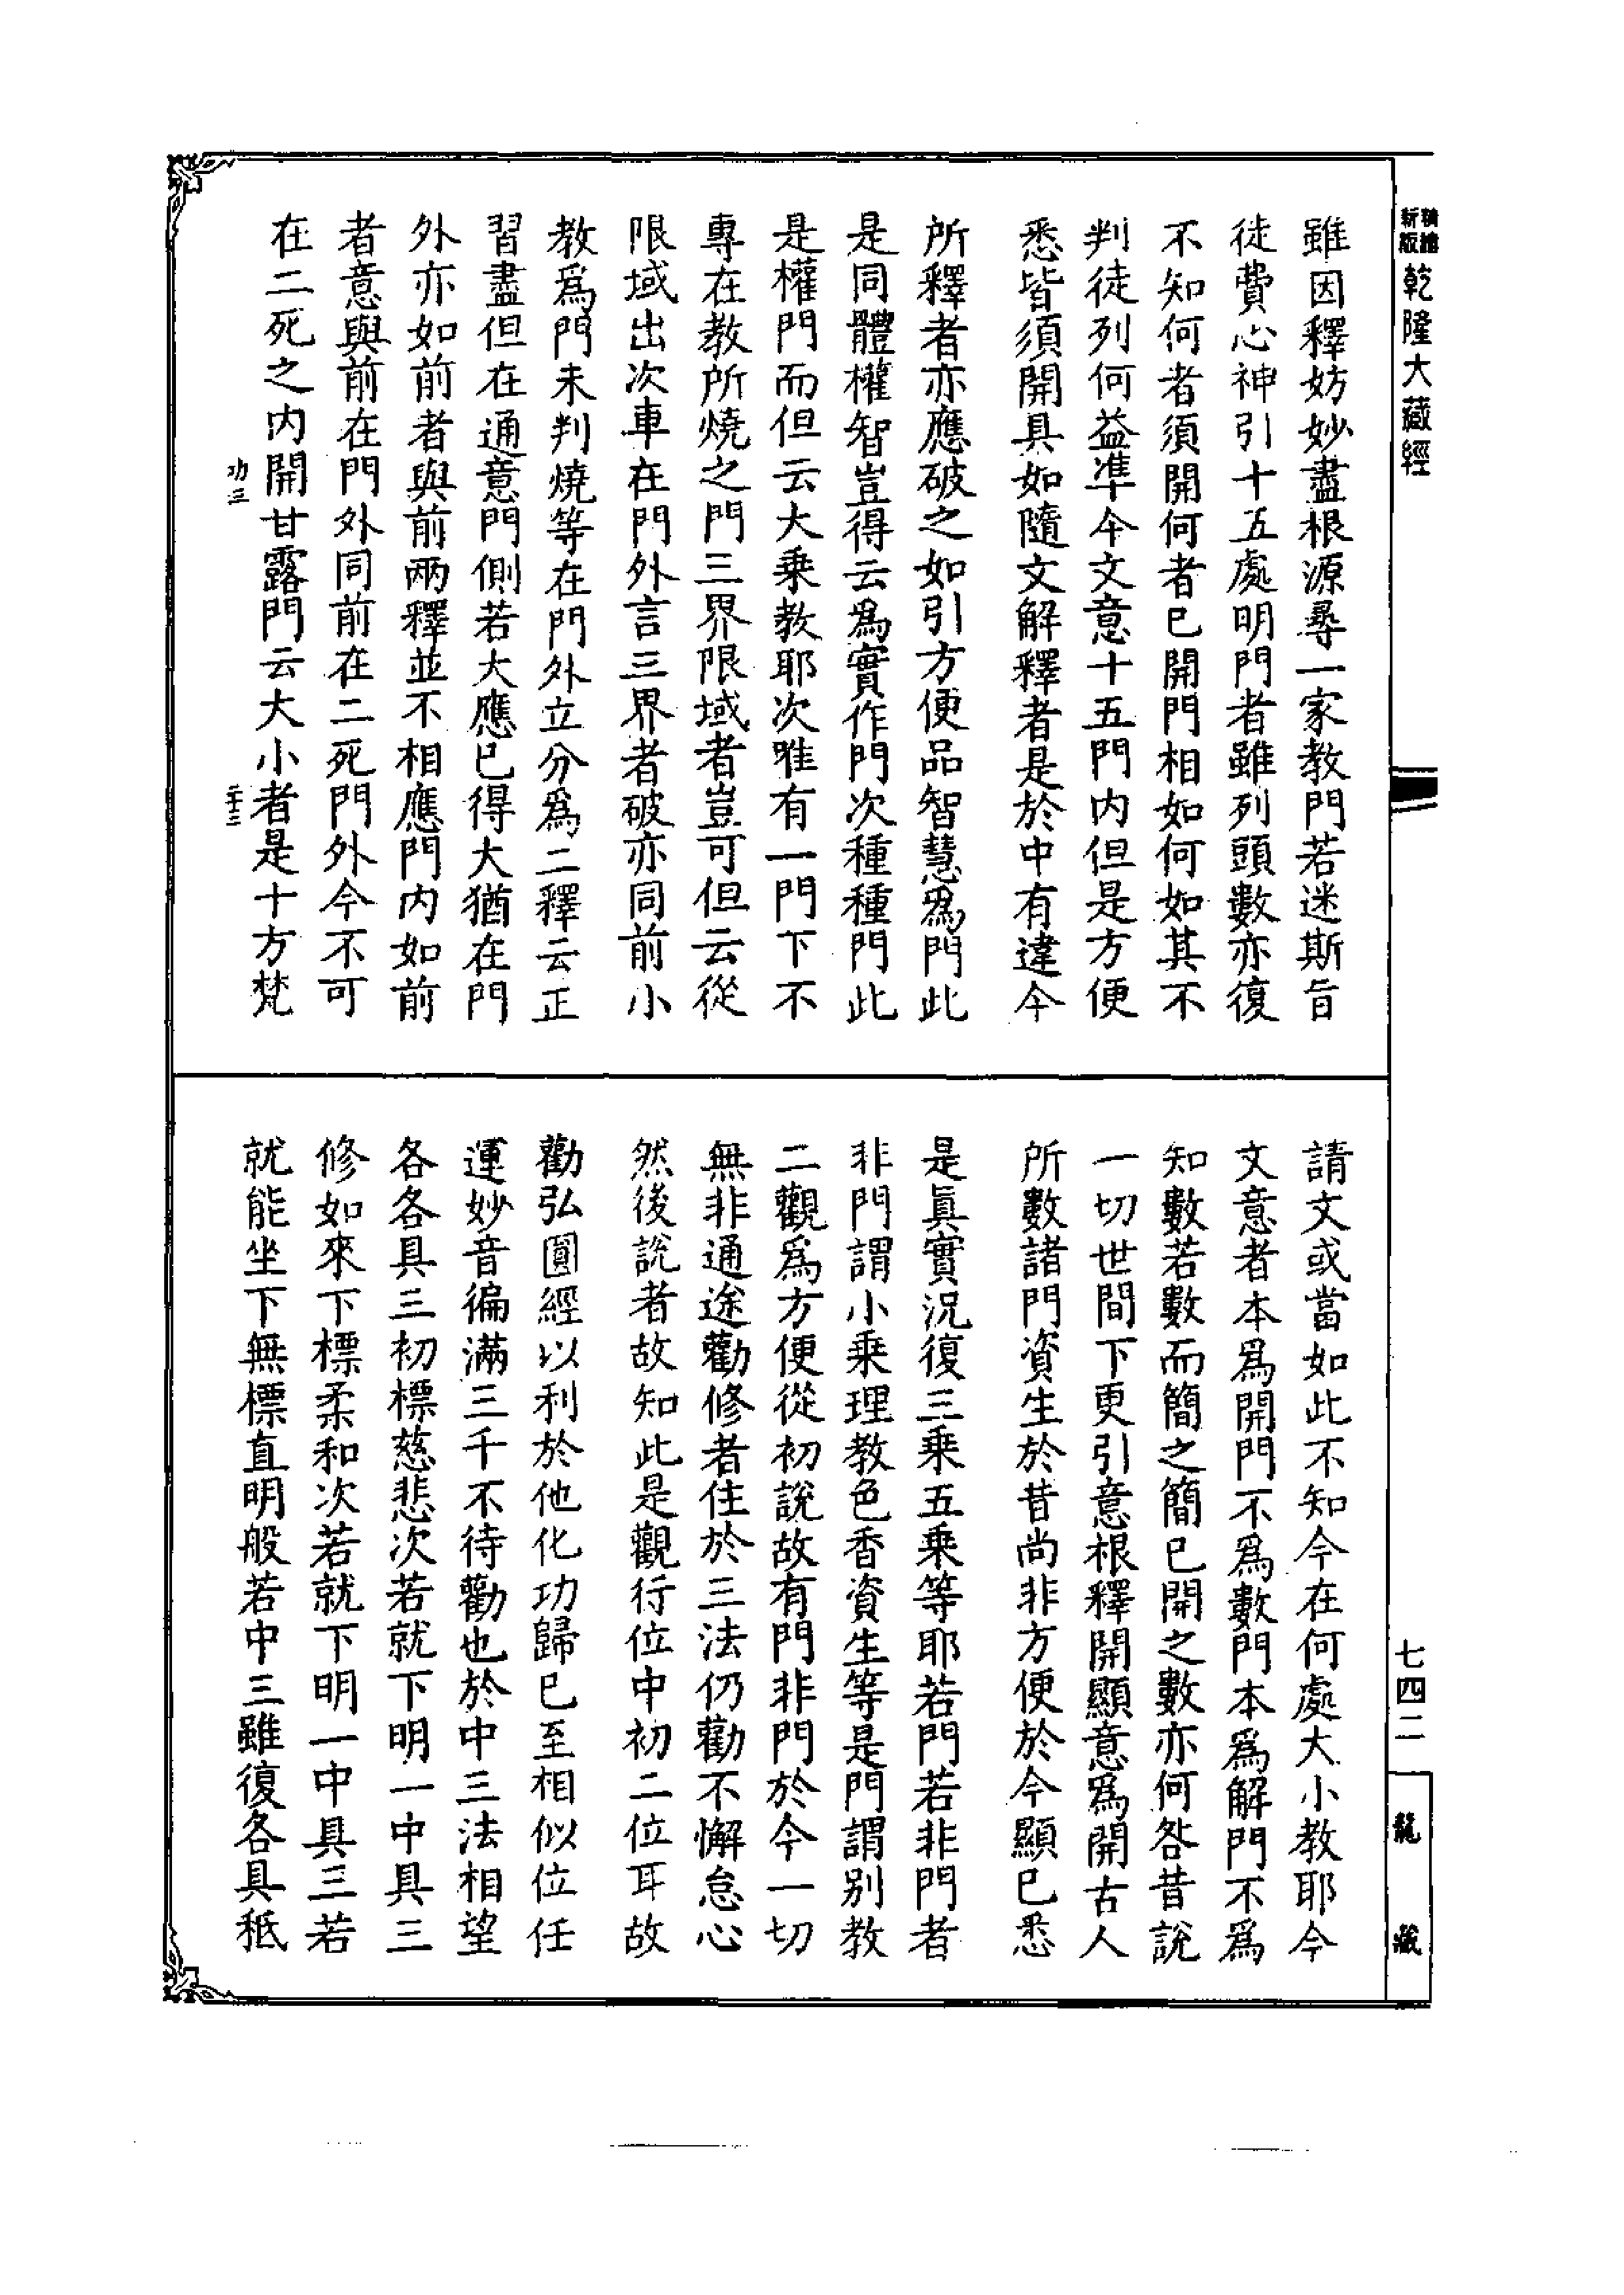 雖因釋妨妙盡根源尋一家教門若迷斯旨
徒費心神引十五處明門者雖列頭數亦復
不知何者須開何者已開門相如何如其不
判徒列何益準今文意十五門内但是方便
悉皆須開具如隨文解釋者是於中有違今
所釋者亦應破之如引方便品智慧爲門此
是同體權智豈得云爲實作門次種種門此
是權門而但云大乗教耶次唯有一門下不
專在教所燒之門三界限域者豈可但云從
限域出次車在門外言三界者破亦同前小
教爲門未判燒等在門外立分爲二釋云正
習盡但在通意門側若大應已得大猶在門
外亦如前者與前兩釋並不相應門内如前
者意與前在門外同前在二死門外今不可
在二死之内開甘露門云大小者是十方梵
功三
二十三
請文或當如此不知今在何處大小教耶今
文意者本爲開門不爲數門本爲解門不爲
知數若數而簡之簡已開之數亦何咎昔說
一切世間下更引意根釋開顯意爲開古人
所數諸門資生於昔尚非方便於今顯已悉
是眞實況復三乗五乗等耶若門若非門者
非門謂小乗理教色香資生等是門謂别教
二觀爲方便從初說故有門非門於今一切
無非通途勸修者住於三法仍勸不懈怠心
然後說者故知此是觀行位中初二位耳故
勸弘圓經以利於他化功歸已至相似位任
運妙音徧滿三千不待勸也於中三法相望
各各具三初標慈悲次若就下明一中具三
修如來下標柔和次若就下明一中具三若
就能坐下無標直明般若中三雖復各具秖
新版
乾隆大藏經
七四二
龍藏